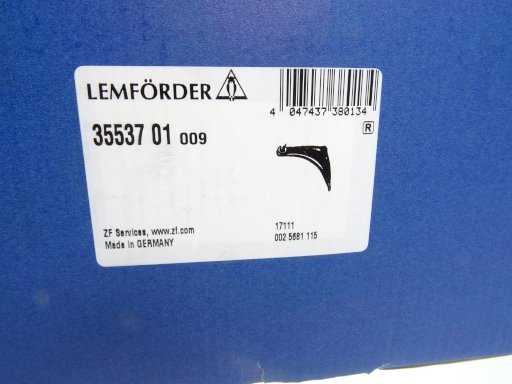 LEMFÖRDER
4 047437 380134
35537 01 009
R
ZF Services, www.zf.com
Made in GERMANY
17111
002 5681 115